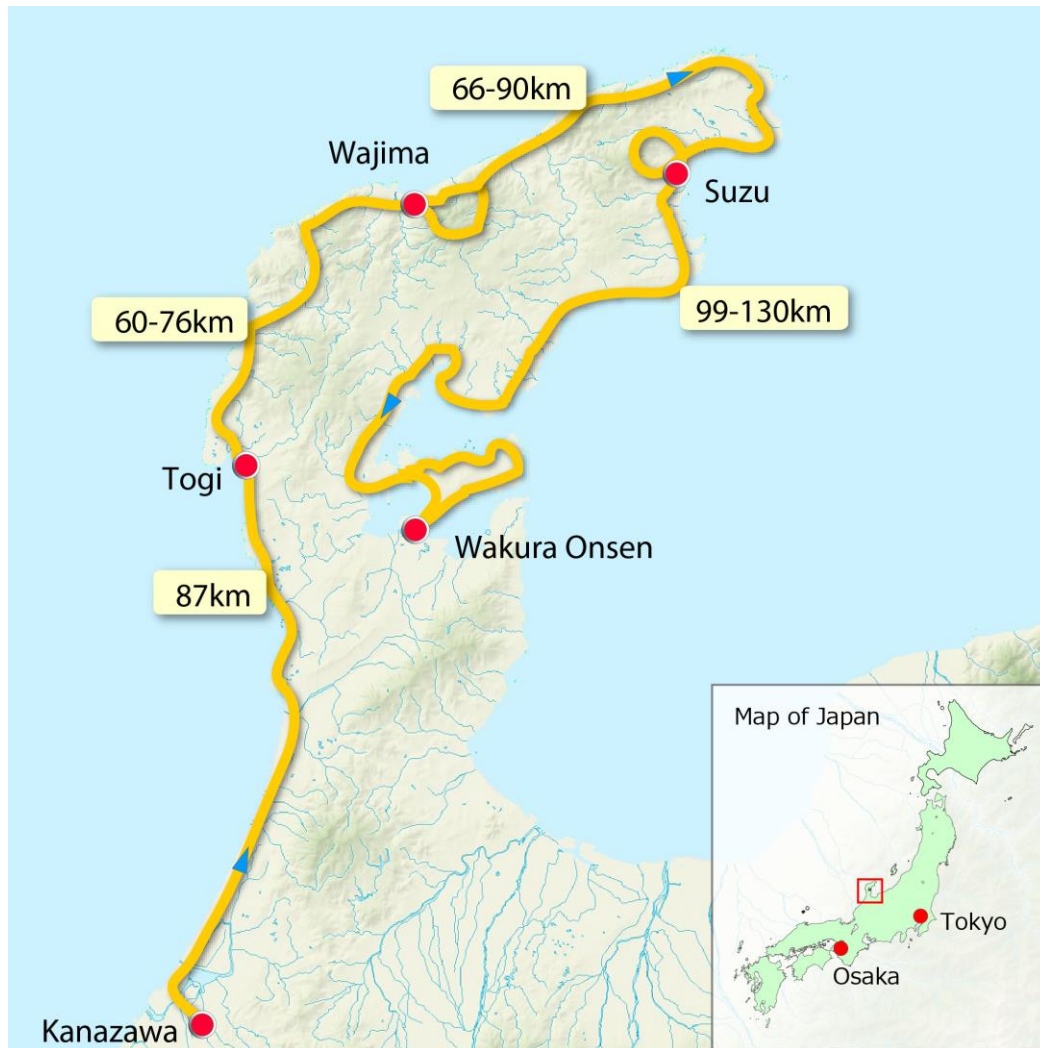 66-90km
Wajima
Suzu
60-76km
99-130km
Togi
Wakura Onsen
87km
Map of Japan
Tokyo
Osaka
Kanazawa